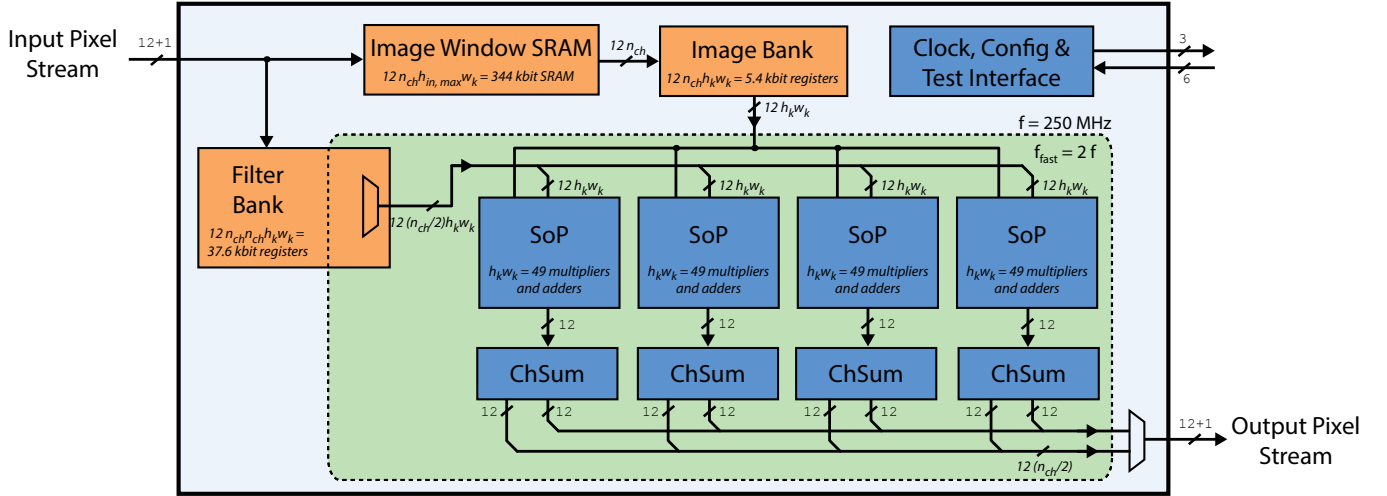 Input Pixel
Stream
12+1
Image Window SRAM
12 n_ch h_in, max w_k = 344 kbit SRAM
12 n_ch
Image Bank
12 n_ch h_k w_k = 5.4 kbit registers
Clock, Config &
Test Interface
3
6
12 h_k w_k
f = 250 MHz
f_fast = 2 f
Filter
Bank
12 n_ch n_ch h_k w_k =
37.6 kbit registers
12 (n_ch/2) h_k w_k
12 h_k w_k
12 h_k w_k
12 h_k w_k
12 h_k w_k
SoP
SoP
SoP
SoP
h_k w_k = 49 multipliers
and adders
h_k w_k = 49 multipliers
and adders
h_k w_k = 49 multipliers
and adders
h_k w_k = 49 multipliers
and adders
12
12
12
12
ChSum
ChSum
ChSum
ChSum
12
12
12
12
12
12
12
12
12 (n_ch/2)
12+1
Output Pixel
Stream